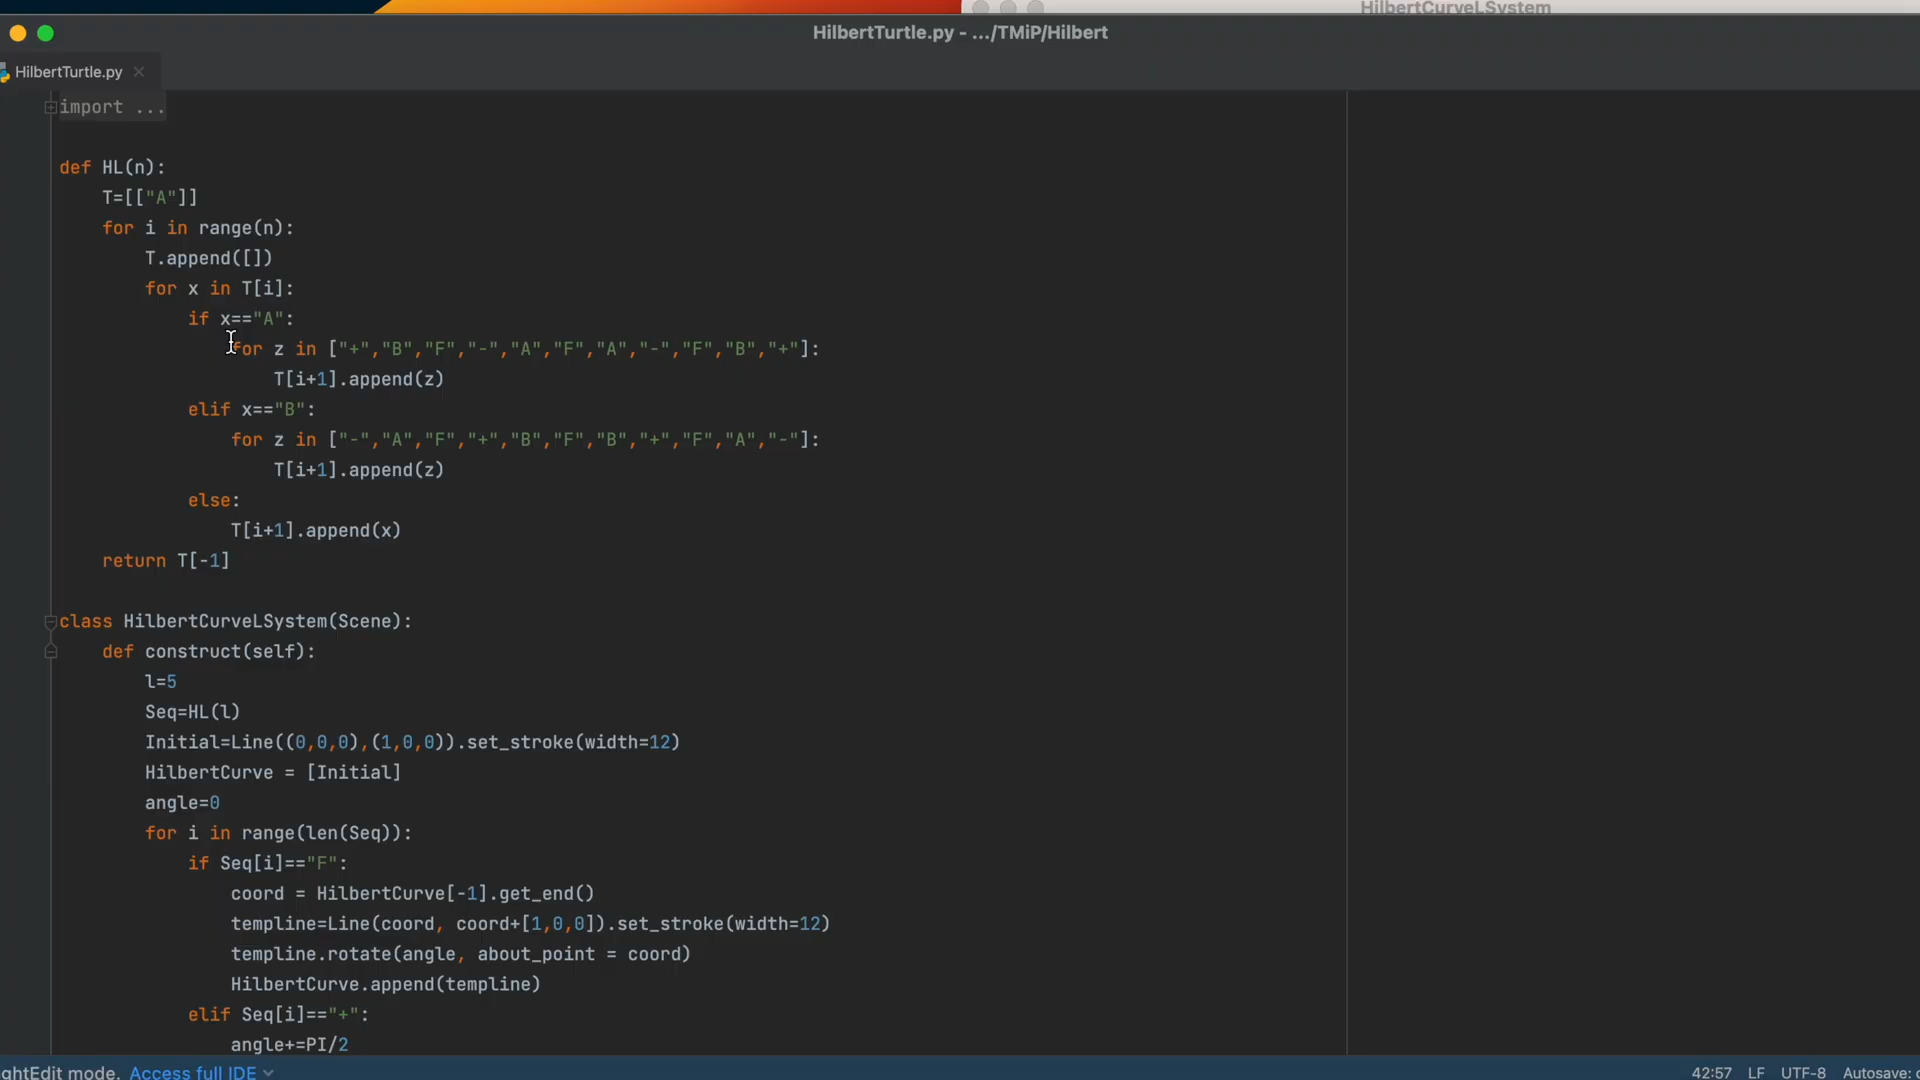 HilbertCurveLSystem
HilbertTurtle.py - .../TMiP/Hilbert
HilbertTurtle.py
import ...
def HL(n):
    T=[["A"]]
    for i in range(n):
        T.append([])
        for x in T[i]:
            if x=="A":
                for z in ["+","B","F","-","A","F","A","-","F","B","+"]:
                    T[i+1].append(z)
            elif x=="B":
                for z in ["-","A","F","+","B","F","B","+","F","A","-"]:
                    T[i+1].append(z)
            else:
                T[i+1].append(x)
    return T[-1]
class HilbertCurveLSystem(Scene):
    def construct(self):
        l=5
        Seq=HL(l)
        Initial=Line((0,0,0),(1,0,0)).set_stroke(width=12)
        HilbertCurve = [Initial]
        angle=0
        for i in range(len(Seq)):
            if Seq[i]=="F":
                coord = HilbertCurve[-1].get_end()
                templine=Line(coord, coord+[1,0,0]).set_stroke(width=12)
                templine.rotate(angle, about_point = coord)
                HilbertCurve.append(templine)
            elif Seq[i]=="+":
                angle+=PI/2
ghtEdit mode. Access full IDE 42:57 LF UTF-8 Autosave: